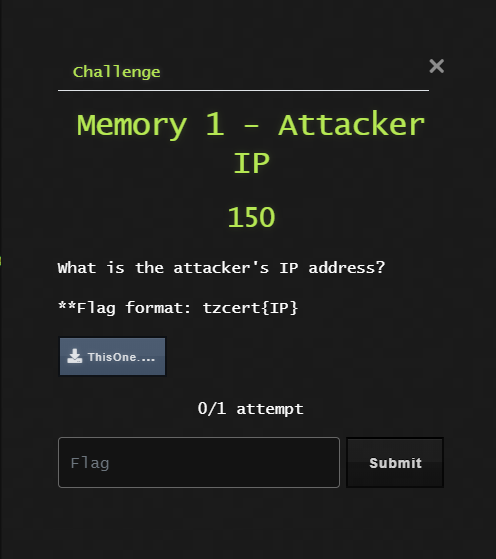 Challenge
×
Memory 1 - Attacker
IP
150
What is the attacker's IP address?
**Flag format: tzcert{IP}
ThisOne....
0/1 attempt
Flag
Submit